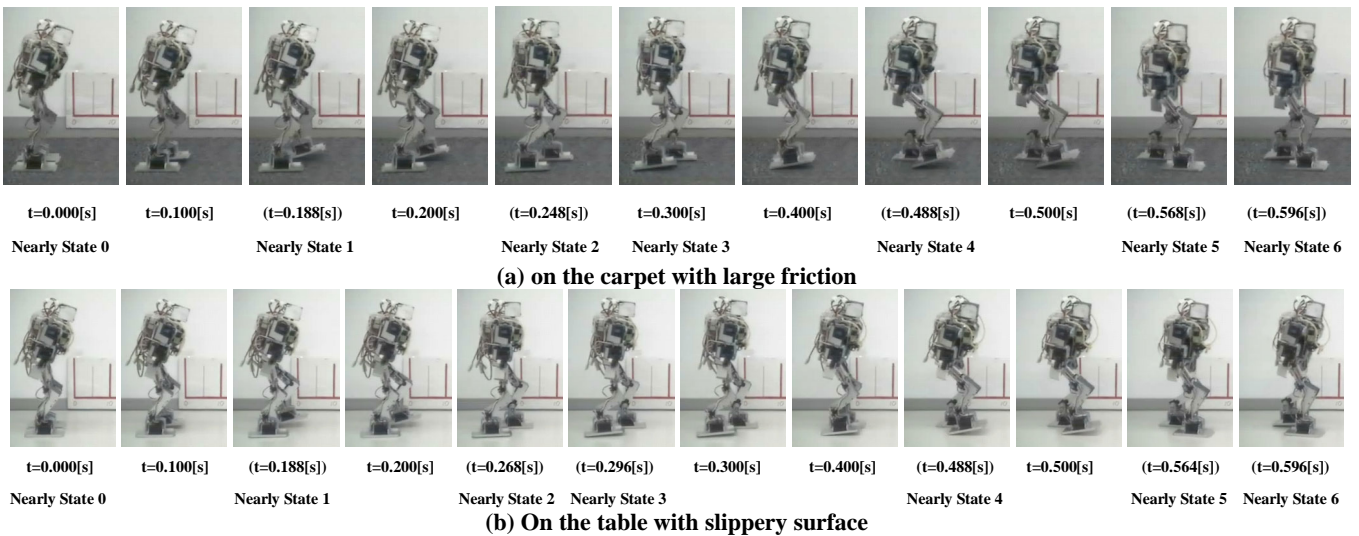 t=0.000[s] t=0.100[s] (t=0.188[s]) t=0.200[s] (t=0.248[s]) t=0.300[s] t=0.400[s] (t=0.488[s]) t=0.500[s] (t=0.568[s]) (t=0.596[s])
Nearly State 0 Nearly State 1 Nearly State 2 Nearly State 3 Nearly State 4 Nearly State 5 Nearly State 6
(a) on the carpet with large friction
t=0.000[s] t=0.100[s] (t=0.188[s]) t=0.200[s] (t=0.268[s]) (t=0.296[s]) t=0.300[s] t=0.400[s] (t=0.488[s]) t=0.500[s] (t=0.564[s]) (t=0.596[s])
Nearly State 0 Nearly State 1 Nearly State 2 Nearly State 3 Nearly State 4 Nearly State 5 Nearly State 6
(b) On the table with slippery surface